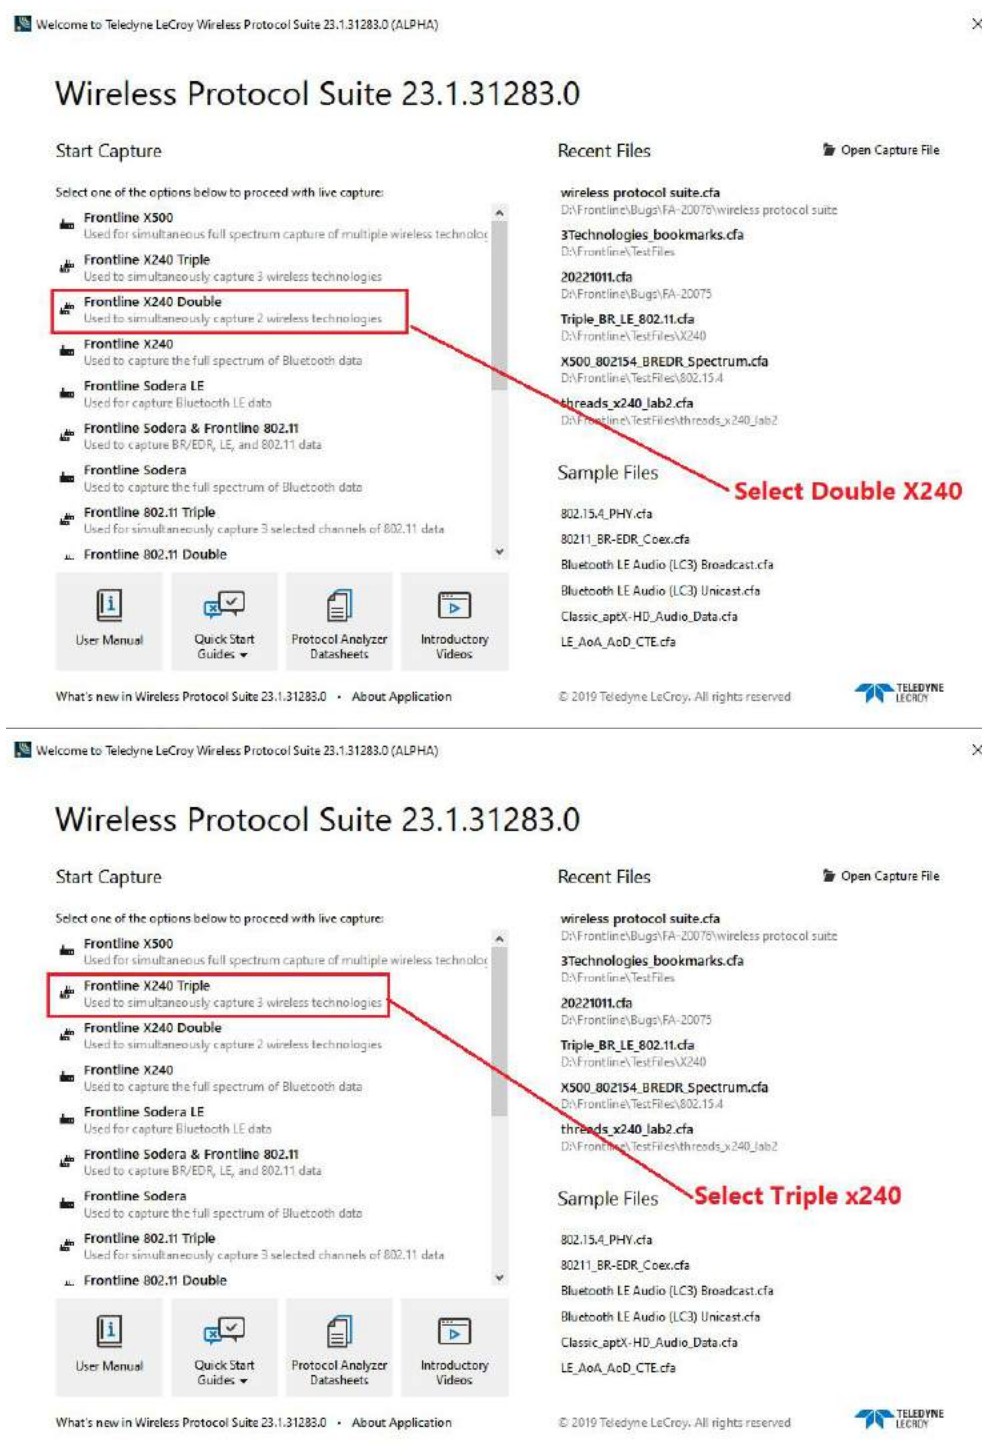 Welcome to Teledyne LeCroy Wireless Protocol Suite 23.1.31283.0 (ALPHA)
Wireless Protocol Suite 23.1.31283.0
Start Capture
Select one of the options below to proceed with live capture:
Frontline X500
Used for simultaneous full spectrum capture of multiple wireless technolog
Frontline X240 Triple
Used to simultaneously capture 3 wireless technologies
Frontline X240 Double
Used to simultaneously capture 2 wireless technologies
Frontline X240
Used to capture the full spectrum of Bluetooth data
Frontline Sodera LE
Used for capture Bluetooth LE data
Frontline Sodera & Frontline 802.11
Used to capture BR/EDR, LE, and 802.11 data
Frontline Sodera
Used to capture the full spectrum of Bluetooth data
Frontline 802.11 Triple
Used for simultaneously capture 3 selected channels of 802.11 data
Frontline 802.11 Double
User Manual
Quick Start
Guides
Protocol Analyzer
Datasheets
Introductory
Videos
What's new in Wireless Protocol Suite 23.1.31283.0 • About Application
Recent Files
Open Capture File
wireless protocol suite.cfa
D:\Frontline\Bugs\FA-20076\wireless protocol suite
3Technologies_bookmarks.cfa
D:\Frontline\TestFiles
20221011.cfa
D:\Frontline\Bugs\FA-20075
Triple_BR_LE_802.11.cfa
D:\Frontline\TestFiles\X240
X500_802154_BREDR_Spectrum.cfa
D:\Frontline\TestFiles\802.15.4
threads_x240_lab2.cfa
D:\Frontline\TestFiles\threads_x240_lab2
Sample Files
Select Double X240
802.15.4_PHY.cfa
80211_BR-EDR_Coex.cfa
Bluetooth LE Audio (LC3) Broadcast.cfa
Bluetooth LE Audio (LC3) Unicast.cfa
Classic_aptX-HD_Audio_Data.cfa
LE_AoA_AoD_CTE.cfa
© 2019 Teledyne LeCroy. All rights reserved
TELEDYNE
LECROY
Welcome to Teledyne LeCroy Wireless Protocol Suite 23.1.31283.0 (ALPHA)
Wireless Protocol Suite 23.1.31283.0
Start Capture
Select one of the options below to proceed with live capture:
Frontline X500
Used for simultaneous full spectrum capture of multiple wireless technolog
Frontline X240 Triple
Used to simultaneously capture 3 wireless technologies
Frontline X240 Double
Used to simultaneously capture 2 wireless technologies
Frontline X240
Used to capture the full spectrum of Bluetooth data
Frontline Sodera LE
Used for capture Bluetooth LE data
Frontline Sodera & Frontline 802.11
Used to capture BR/EDR, LE, and 802.11 data
Frontline Sodera
Used to capture the full spectrum of Bluetooth data
Frontline 802.11 Triple
Used for simultaneously capture 3 selected channels of 802.11 data
Frontline 802.11 Double
User Manual
Quick Start
Guides
Protocol Analyzer
Datasheets
Introductory
Videos
What's new in Wireless Protocol Suite 23.1.31283.0 • About Application
Recent Files
Open Capture File
wireless protocol suite.cfa
D:\Frontline\Bugs\FA-20076\wireless protocol suite
3Technologies_bookmarks.cfa
D:\Frontline\TestFiles
20221011.cfa
D:\Frontline\Bugs\FA-20075
Triple_BR_LE_802.11.cfa
D:\Frontline\TestFiles\X240
X500_802154_BREDR_Spectrum.cfa
D:\Frontline\TestFiles\802.15.4
threads_x240_lab2.cfa
D:\Frontline\TestFiles\threads_x240_lab2
Sample Files
Select Triple x240
802.15.4_PHY.cfa
80211_BR-EDR_Coex.cfa
Bluetooth LE Audio (LC3) Broadcast.cfa
Bluetooth LE Audio (LC3) Unicast.cfa
Classic_aptX-HD_Audio_Data.cfa
LE_AoA_AoD_CTE.cfa
© 2019 Teledyne LeCroy. All rights reserved
TELEDYNE
LECROY